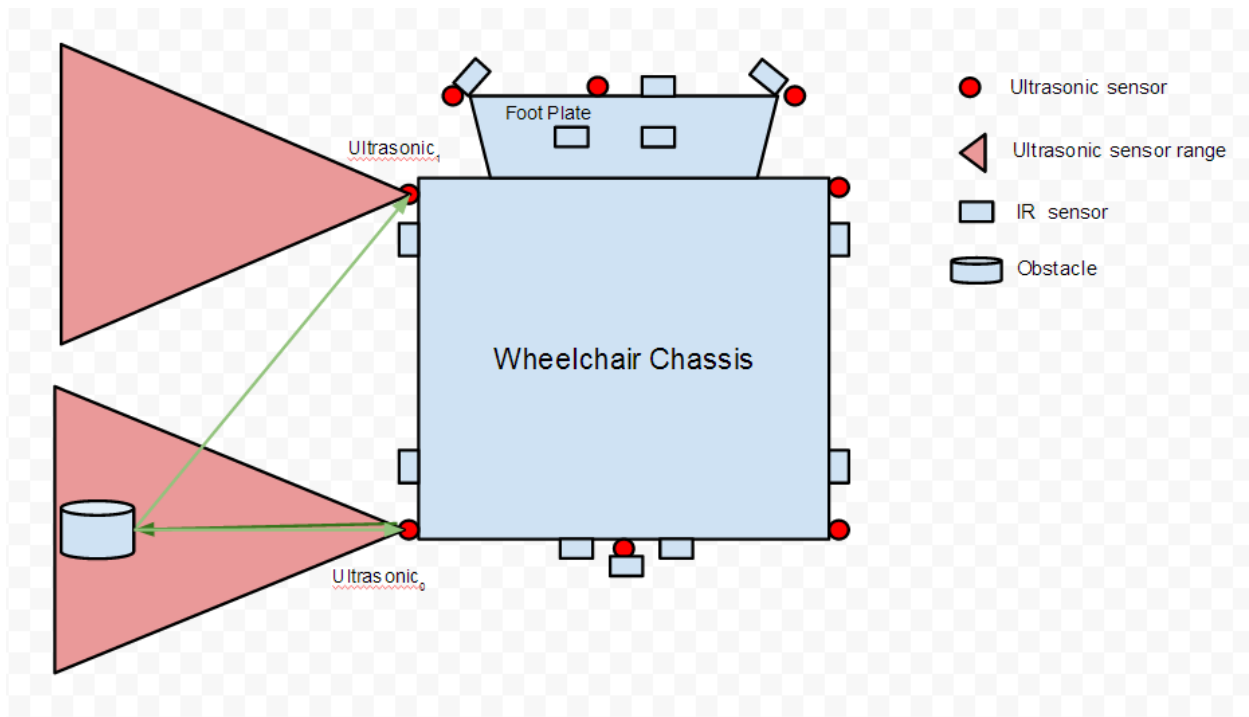 Foot Plate
Ultrasonic₁
Wheelchair Chassis
Ultrasonic₀
Ultrasonic sensor
Ultrasonic sensor range
IR sensor
Obstacle